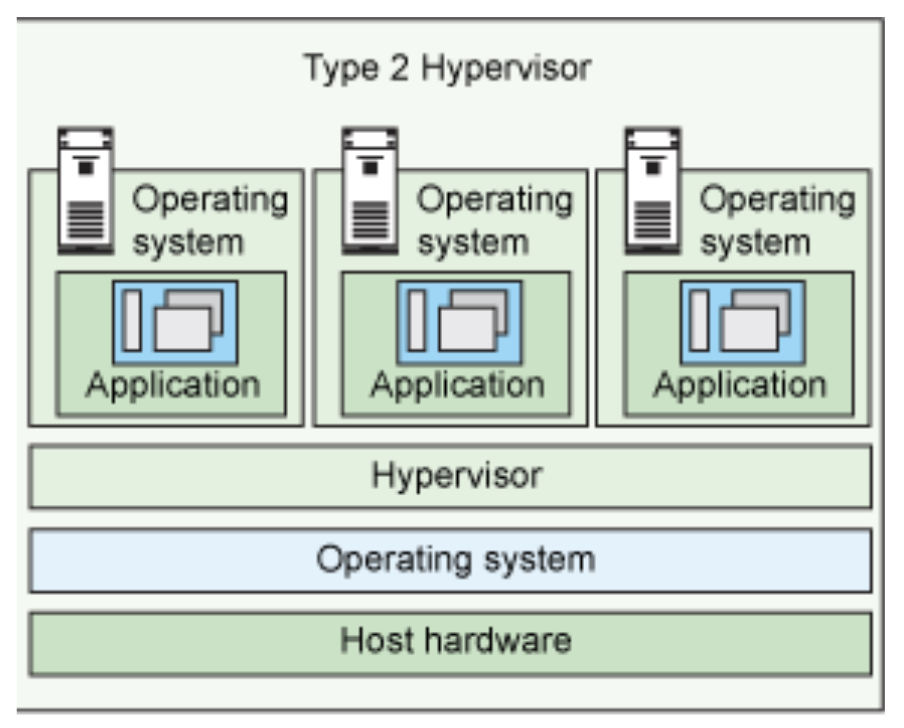 Type 2 Hypervisor
Operating
system
Application
Operating
system
Application
Operating
system
Application
Hypervisor
Operating system
Host hardware